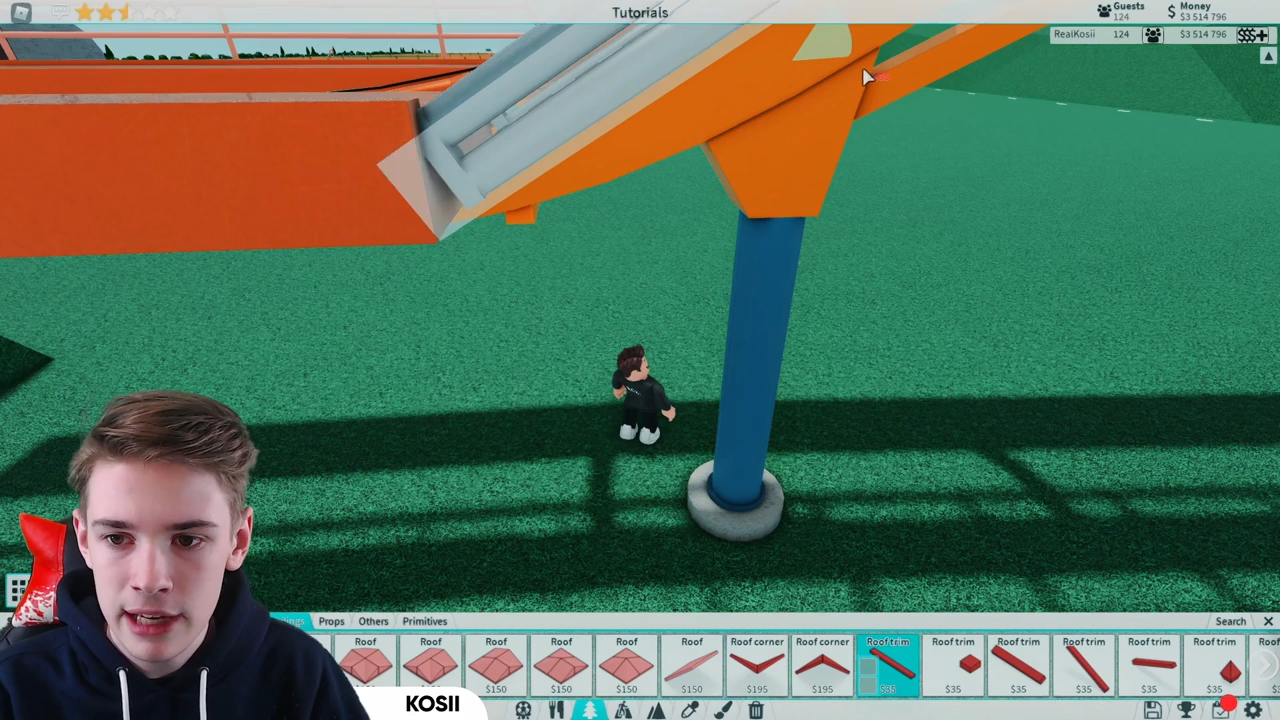 Tutorials
Guests
124
Money
$3 514 796
RealKosii 124 $3 514 796 $$$+
Props Others Primitives Search
Roof Roof Roof Roof Roof Roof Roof corner Roof corner Roof trim Roof trim Roof trim Roof trim Roof trim Roof trim
$150 $150 $150 $150 $150 $195 $195 $35 $35 $35 $35 $35 $35
KOSII